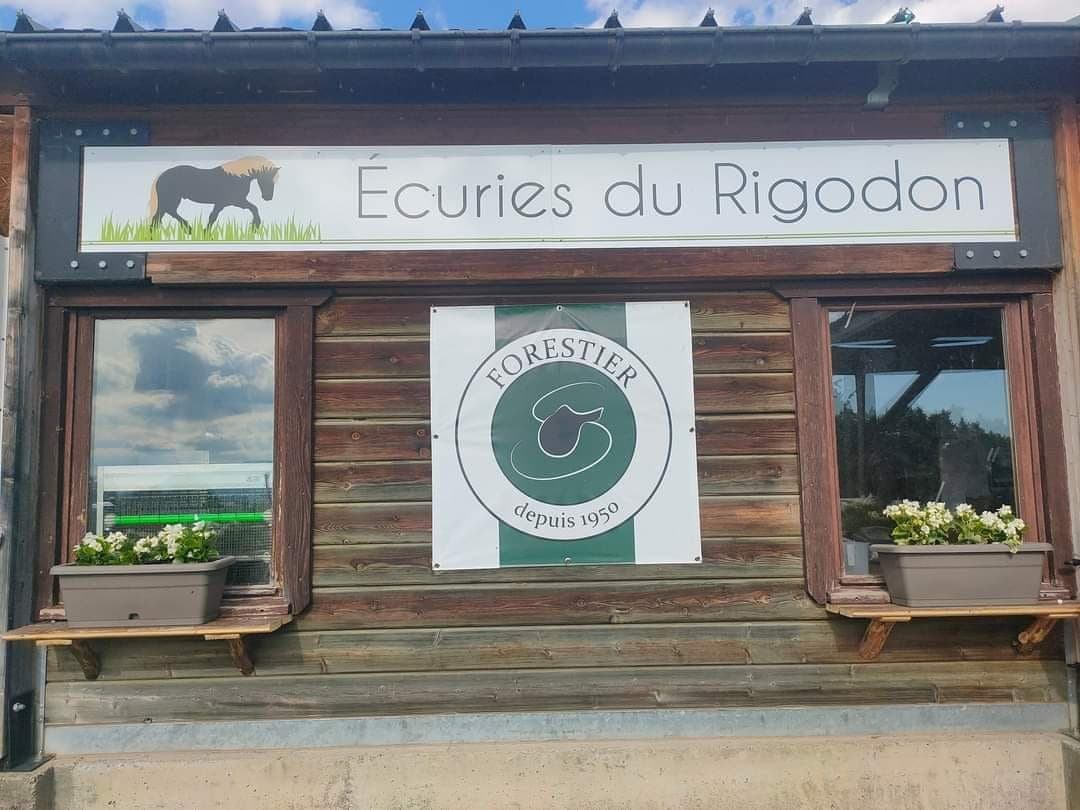 Écuries du Rigodon
FORESTIER
depuis 1950